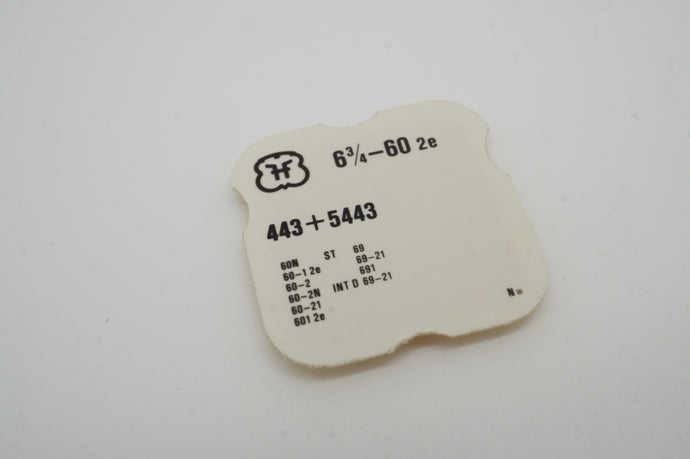 FHF 6¾–60 2e
443+5443
60N ST 69
60-1 2e 69-21
60-2 691
60-2N INT D 69-21
60-21
601 2e
N